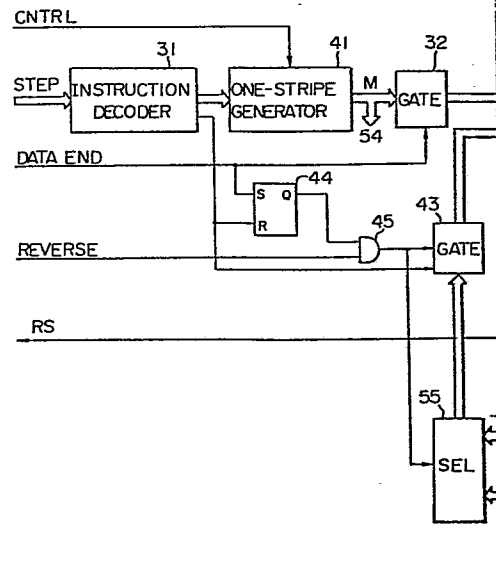 CNTRL
31
41
32
STEP
INSTRUCTION
DECODER
ONE-STRIPE
GENERATOR
M
GATE
54
DATA END
44
S Q
R
45
43
REVERSE
GATE
RS
55
SEL